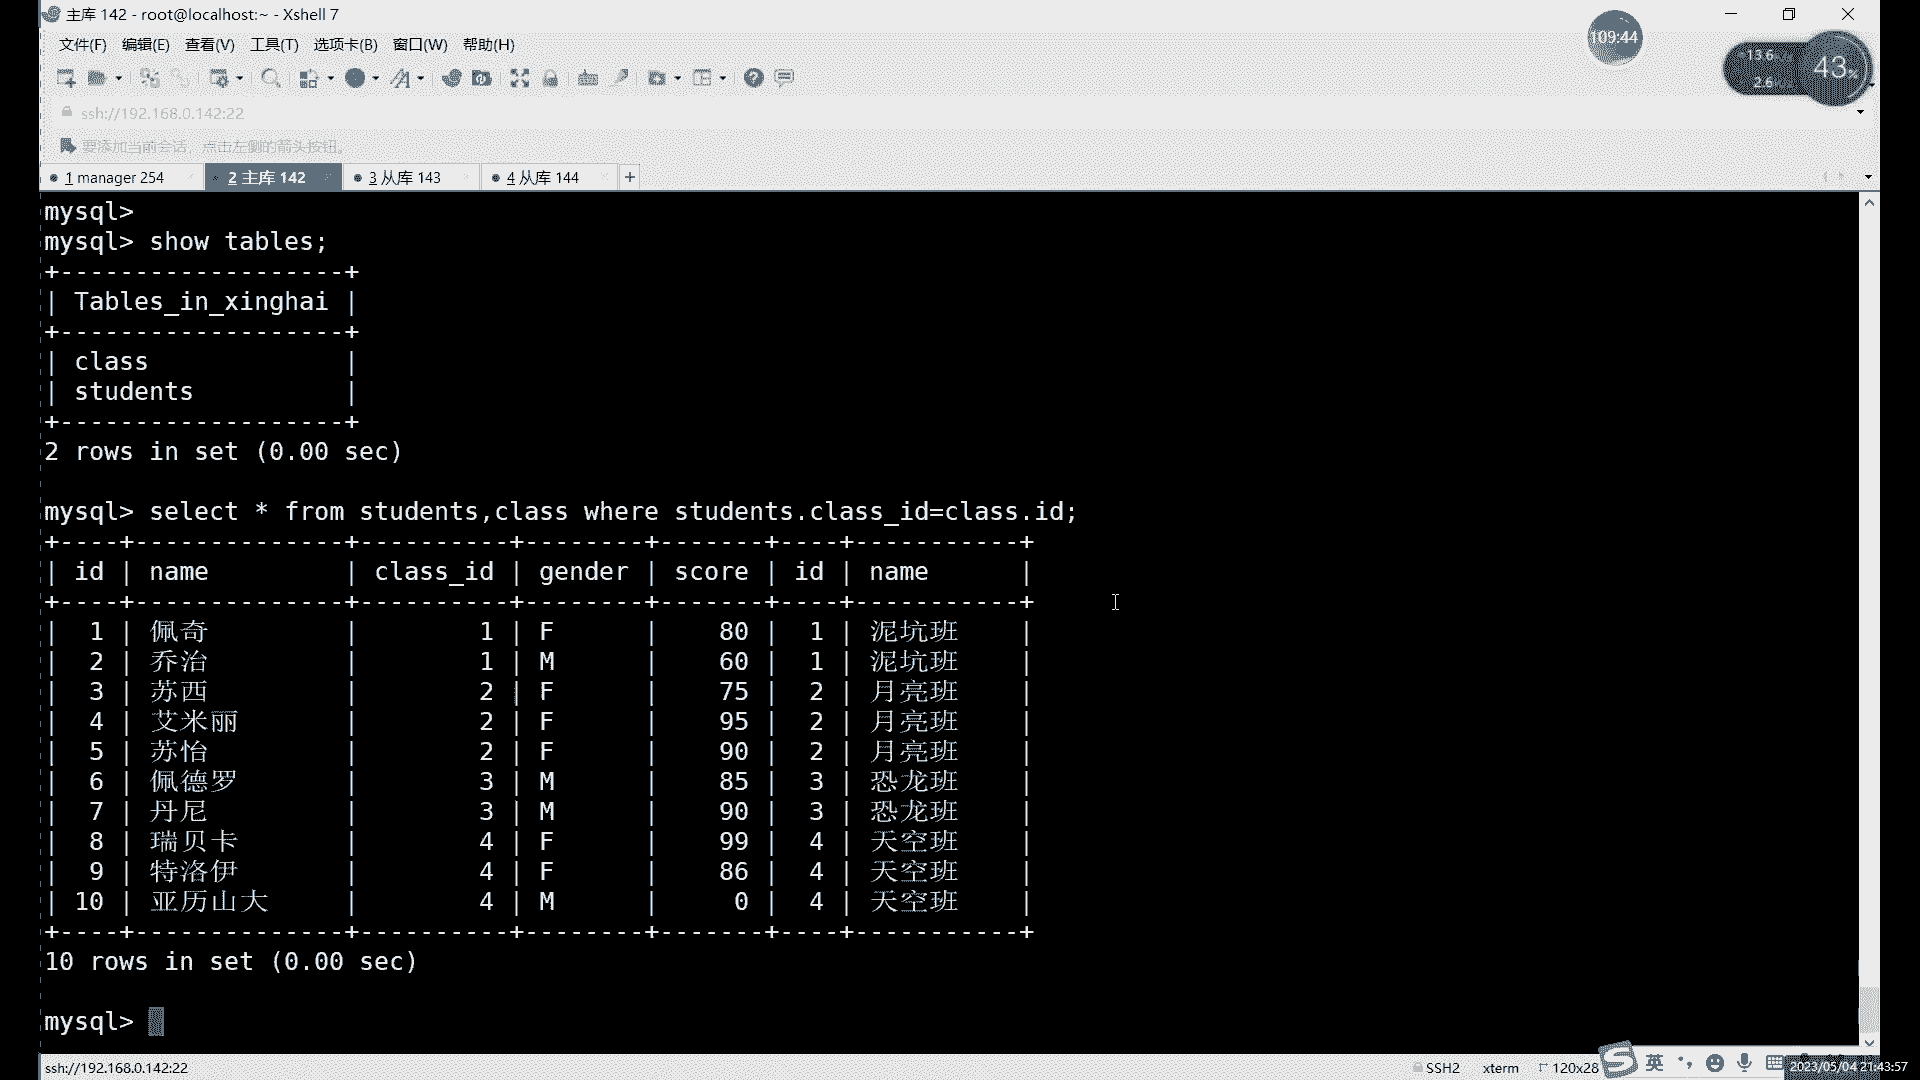 主库 142 - root@localhost:~ - Xshell 7
109:44
文件(F) 编辑(E) 查看(V) 工具(T) 选项卡(B) 窗口(W) 帮助(H)
13.6
2.6
43%
ssh://192.168.0.142:22
要添加当前会话，点击左侧的箭头按钮。
1 manager 254 2 主库 142 3 从库 143 4 从库 144 +
mysql>
mysql> show tables;
+-------------------+
| Tables_in_xinghai |
+-------------------+
| class             |
| students          |
+-------------------+
2 rows in set (0.00 sec)
mysql> select * from students,class where students.class_id=class.id;
+----+--------------+----------+--------+-------+----+-----------+
| id | name         | class_id | gender | score | id | name      |
+----+--------------+----------+--------+-------+----+-----------+
|  1 | 佩奇         |        1 | F      |    80 |  1 | 泥坑班    |
|  2 | 乔治         |        1 | M      |    60 |  1 | 泥坑班    |
|  3 | 苏西         |        2 | F      |    75 |  2 | 月亮班    |
|  4 | 艾米丽       |        2 | F      |    95 |  2 | 月亮班    |
|  5 | 苏怡         |        2 | F      |    90 |  2 | 月亮班    |
|  6 | 佩德罗       |        3 | M      |    85 |  3 | 恐龙班    |
|  7 | 丹尼         |        3 | M      |    90 |  3 | 恐龙班    |
|  8 | 瑞贝卡       |        4 | F      |    99 |  4 | 天空班    |
|  9 | 特洛伊       |        4 | F      |    86 |  4 | 天空班    |
| 10 | 亚历山大     |        4 | M      |     0 |  4 | 天空班    |
+----+--------------+----------+--------+-------+----+-----------+
10 rows in set (0.00 sec)
mysql>
ssh://192.168.0.142:22 SSH2 xterm 120x28 英 2023/05/04 21:43:57